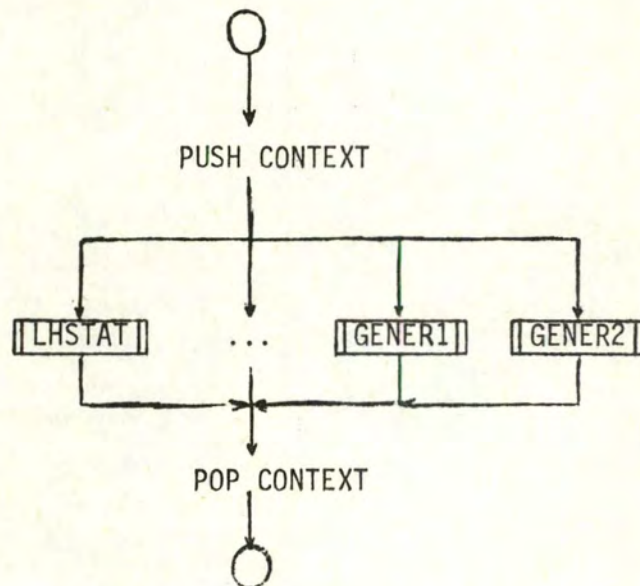 PUSH CONTEXT
LHSTAT ... GENER1 GENER2
POP CONTEXT